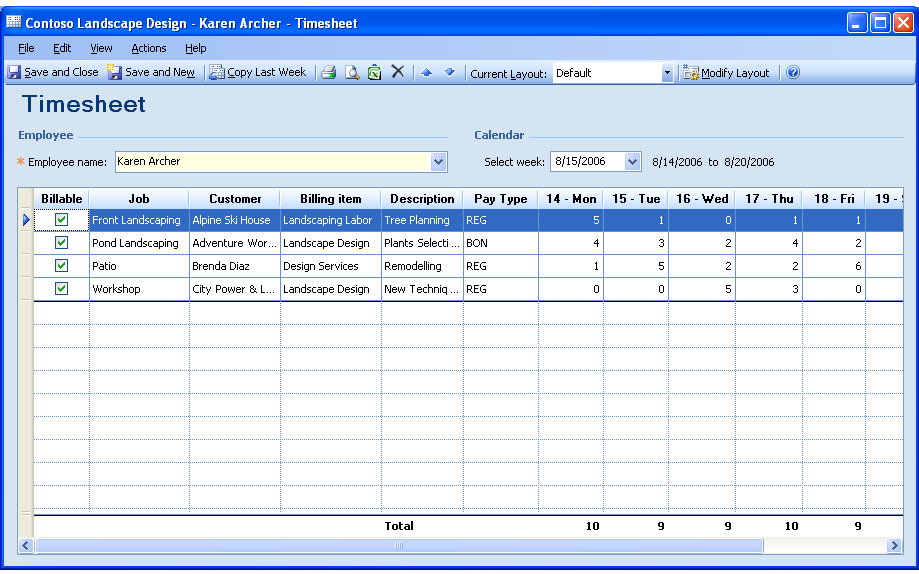 Contoso Landscape Design - Karen Archer - Timesheet
File Edit View Actions Help
Save and Close Save and New Copy Last Week Current Layout: Default Modify Layout
Timesheet
Employee Calendar
* Employee name: Karen Archer Select week: 8/15/2006 8/14/2006 to 8/20/2006
Billable Job Customer Billing item Description Pay Type 14 - Mon 15 - Tue 16 - Wed 17 - Thu 18 - Fri 19 -
Front Landscaping Alpine Ski House Landscaping Labor Tree Planning REG 5 1 0 1 1
Pond Landscaping Adventure Wor... Landscape Design Plants Selecti ... BON 4 3 2 4 2
Patio Brenda Diaz Design Services Remodelling REG 1 5 2 2 6
Workshop City Power & L... Landscape Design New Techniq ... REG 0 0 5 3 0
Total 10 9 9 10 9